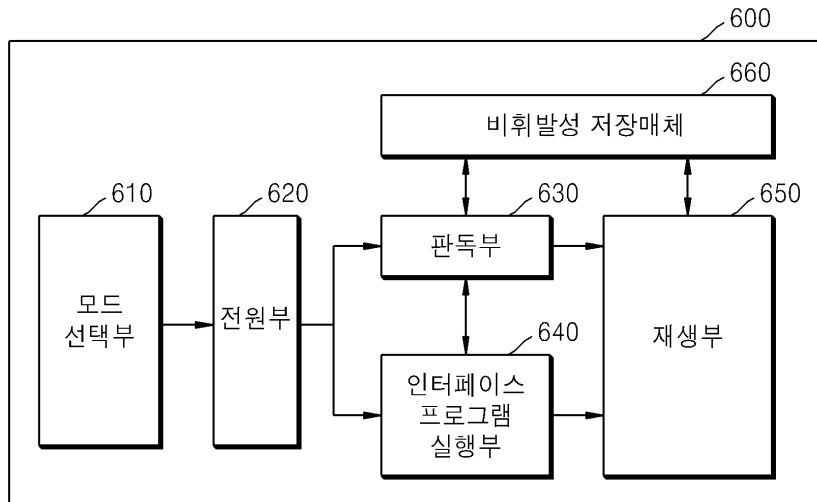 600
660
비휘발성 저장매체
610
620
630
650
모드
선택부
전원부
판독부
재생부
640
인터페이스
프로그램
실행부